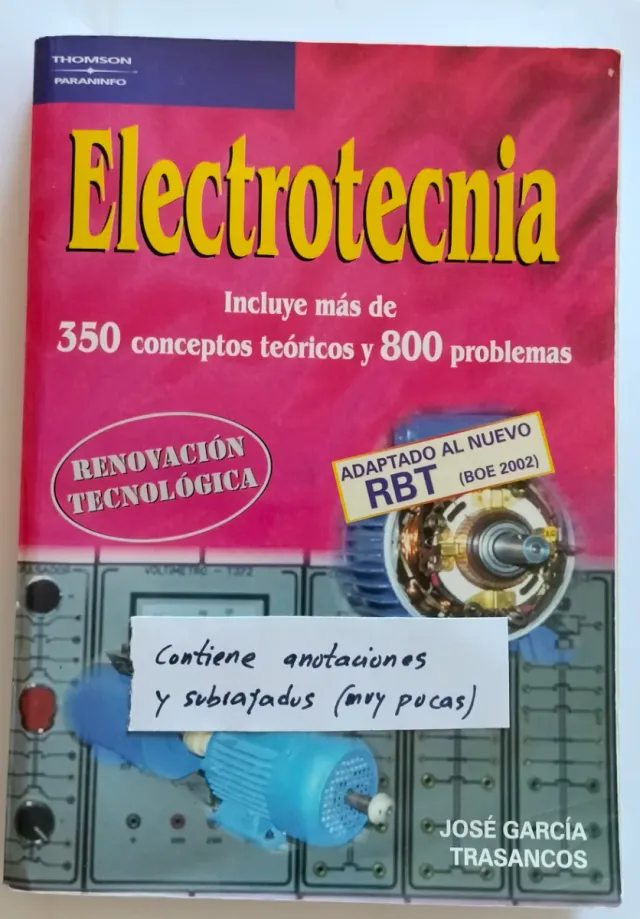 THOMSON
PARANINFO
Electrotecnia
Incluye más de
350 conceptos teóricos y 800 problemas
RENOVACIÓN
TECNOLÓGICA
ADAPTADO AL NUEVO
RBT (BOE 2002)
VOLTIMETRO - T372
Contiene anotaciones
y subrayados (muy pocas)
JOSÉ GARCÍA
TRASANCOS